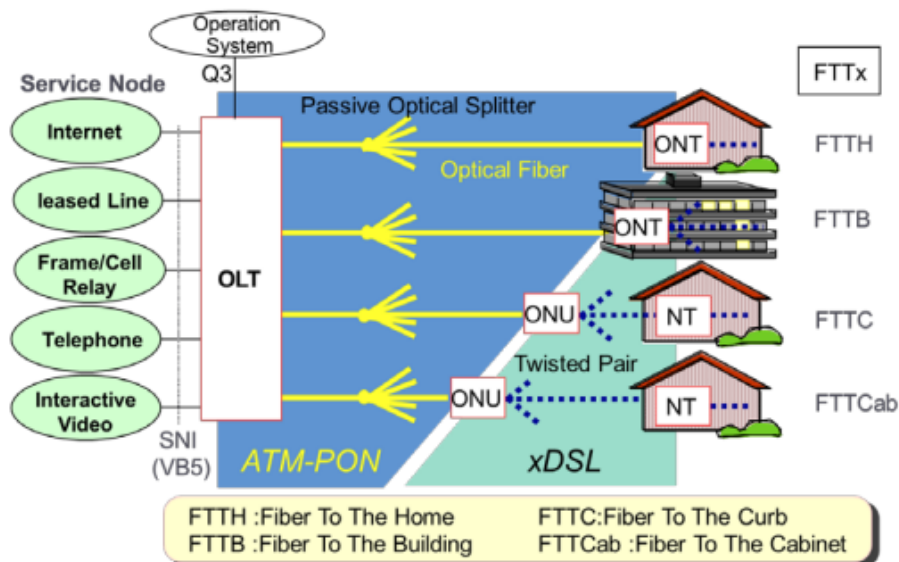 Operation
System
Q3
Service Node
Internet
leased Line
Frame/Cell
Relay
Telephone
Interactive
Video
SNI
(VB5)
OLT
Passive Optical Splitter
Optical Fiber
ONT
ONT
ONU
NT
Twisted Pair
ONU
NT
ATM-PON
xDSL
FTTx
FTTH
FTTB
FTTC
FTTCab
FTTH :Fiber To The Home
FTTC:Fiber To The Curb
FTTB :Fiber To The Building
FTTCab :Fiber To The Cabinet